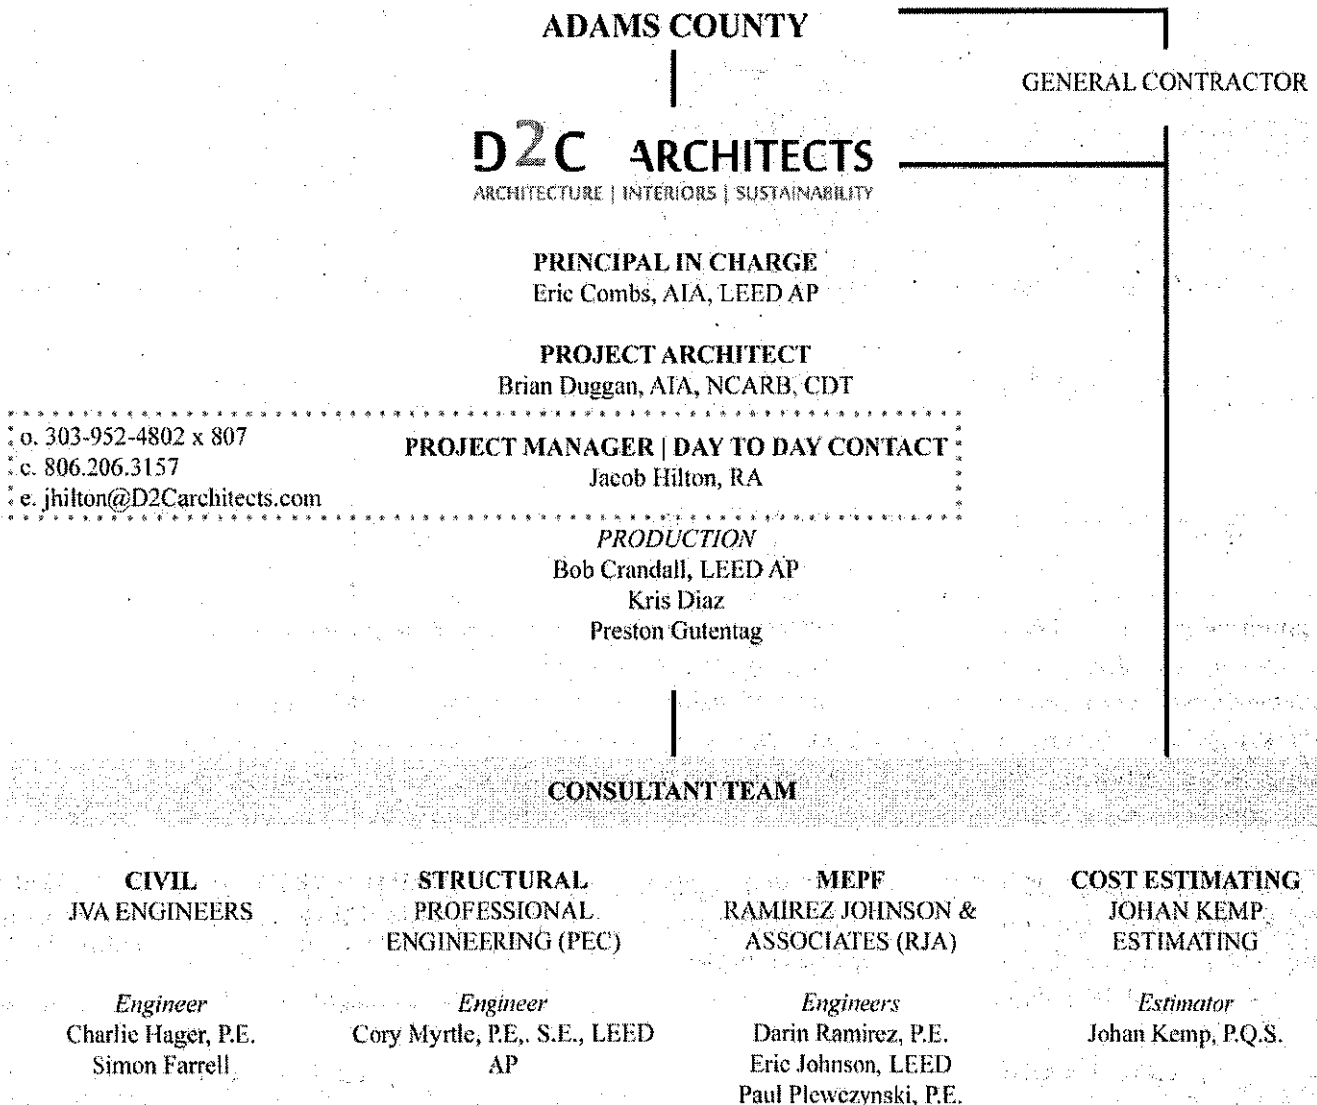 ADAMS COUNTY
GENERAL CONTRACTOR
D2C ARCHITECTS
ARCHITECTURE | INTERIORS | SUSTAINABILITY
PRINCIPAL IN CHARGE
Eric Combs, AIA, LEED AP
PROJECT ARCHITECT
Brian Duggan, AIA, NCARB, CDT
o. 303-952-4802 x 807
c. 806.206.3157
e. jhilton@D2Carchitects.com
PROJECT MANAGER | DAY TO DAY CONTACT
Jacob Hilton, RA
PRODUCTION
Bob Crandall, LEED AP
Kris Diaz
Preston Gutentag
CONSULTANT TEAM
CIVIL
JVA ENGINEERS
Engineer
Charlie Hager, P.E.
Simon Farrell
STRUCTURAL
PROFESSIONAL
ENGINEERING (PEC)
Engineer
Cory Myrtle, P.E,. S.E., LEED
AP
MEPF
RAMIREZ JOHNSON &
ASSOCIATES (RJA)
Engineers
Darin Ramirez, P.E.
Eric Johnson, LEED
Paul Plewczynski, P.E.
COST ESTIMATING
JOHAN KEMP
ESTIMATING
Estimator
Johan Kemp, P.Q.S.